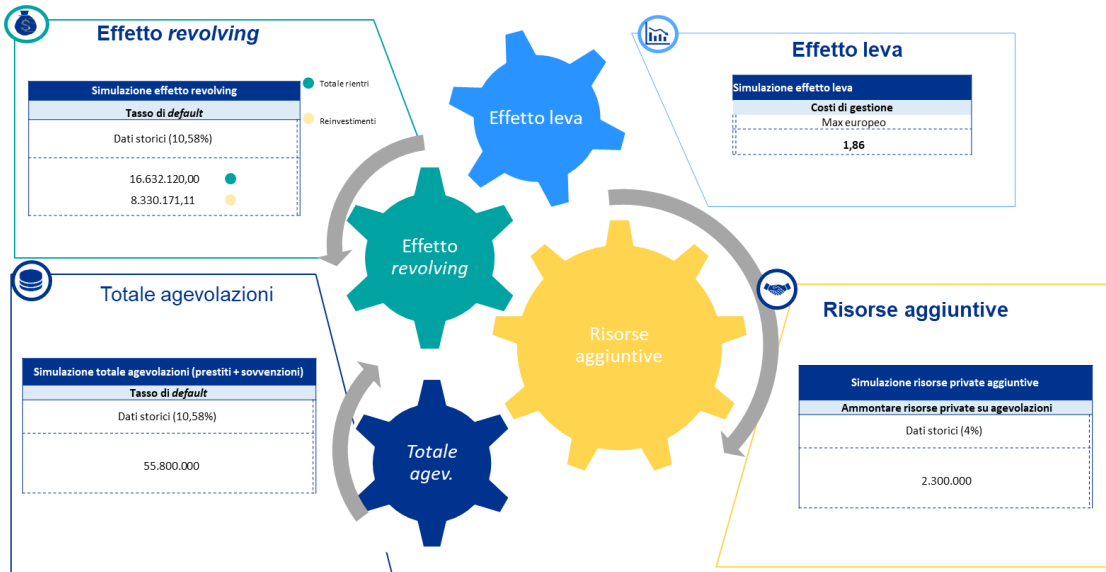 Effetto revolving
Simulazione effetto revolving
Tasso di default
Dati storici (10,58%)
16.632.120,00
8.330.171,11
Totale rientri
Reinvestimenti
Effetto leva
Effetto leva
Simulazione effetto leva
Costi di gestione
Max europeo
1,86
Effetto
revolving
Totale agevolazioni
Simulazione totale agevolazioni (prestiti + sovvenzioni)
Tasso di default
Dati storici (10,58%)
55.800.000
Totale
agev.
Risorse
aggiuntive
Risorse aggiuntive
Simulazione risorse private aggiuntive
Ammontare risorse private su agevolazioni
Dati storici (4%)
2.300.000